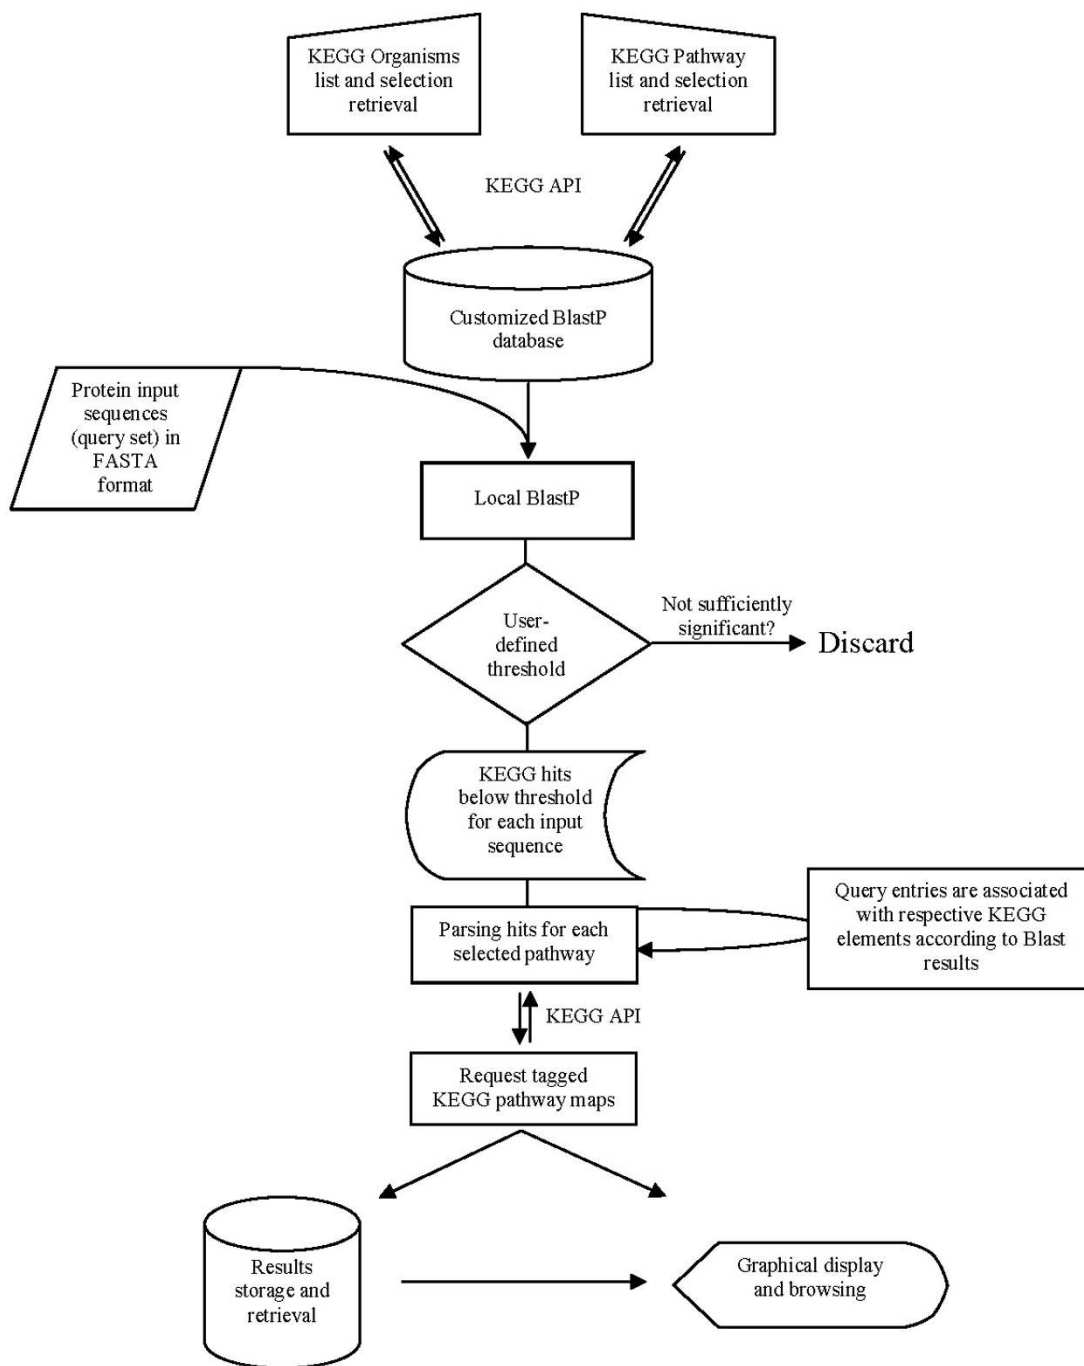 KEGG Organisms
list and selection
retrieval
KEGG Pathway
list and selection
retrieval
KEGG API
Customized BlastP
database
Protein input
sequences
(query set) in
FASTA
format
Local BlastP
User-
defined
threshold
Not sufficiently
significant?
Discard
KEGG hits
below threshold
for each input
sequence
Parsing hits for each
selected pathway
Query entries are associated
with respective KEGG
elements according to Blast
results
KEGG API
Request tagged
KEGG pathway maps
Results
storage and
retrieval
Graphical display
and browsing